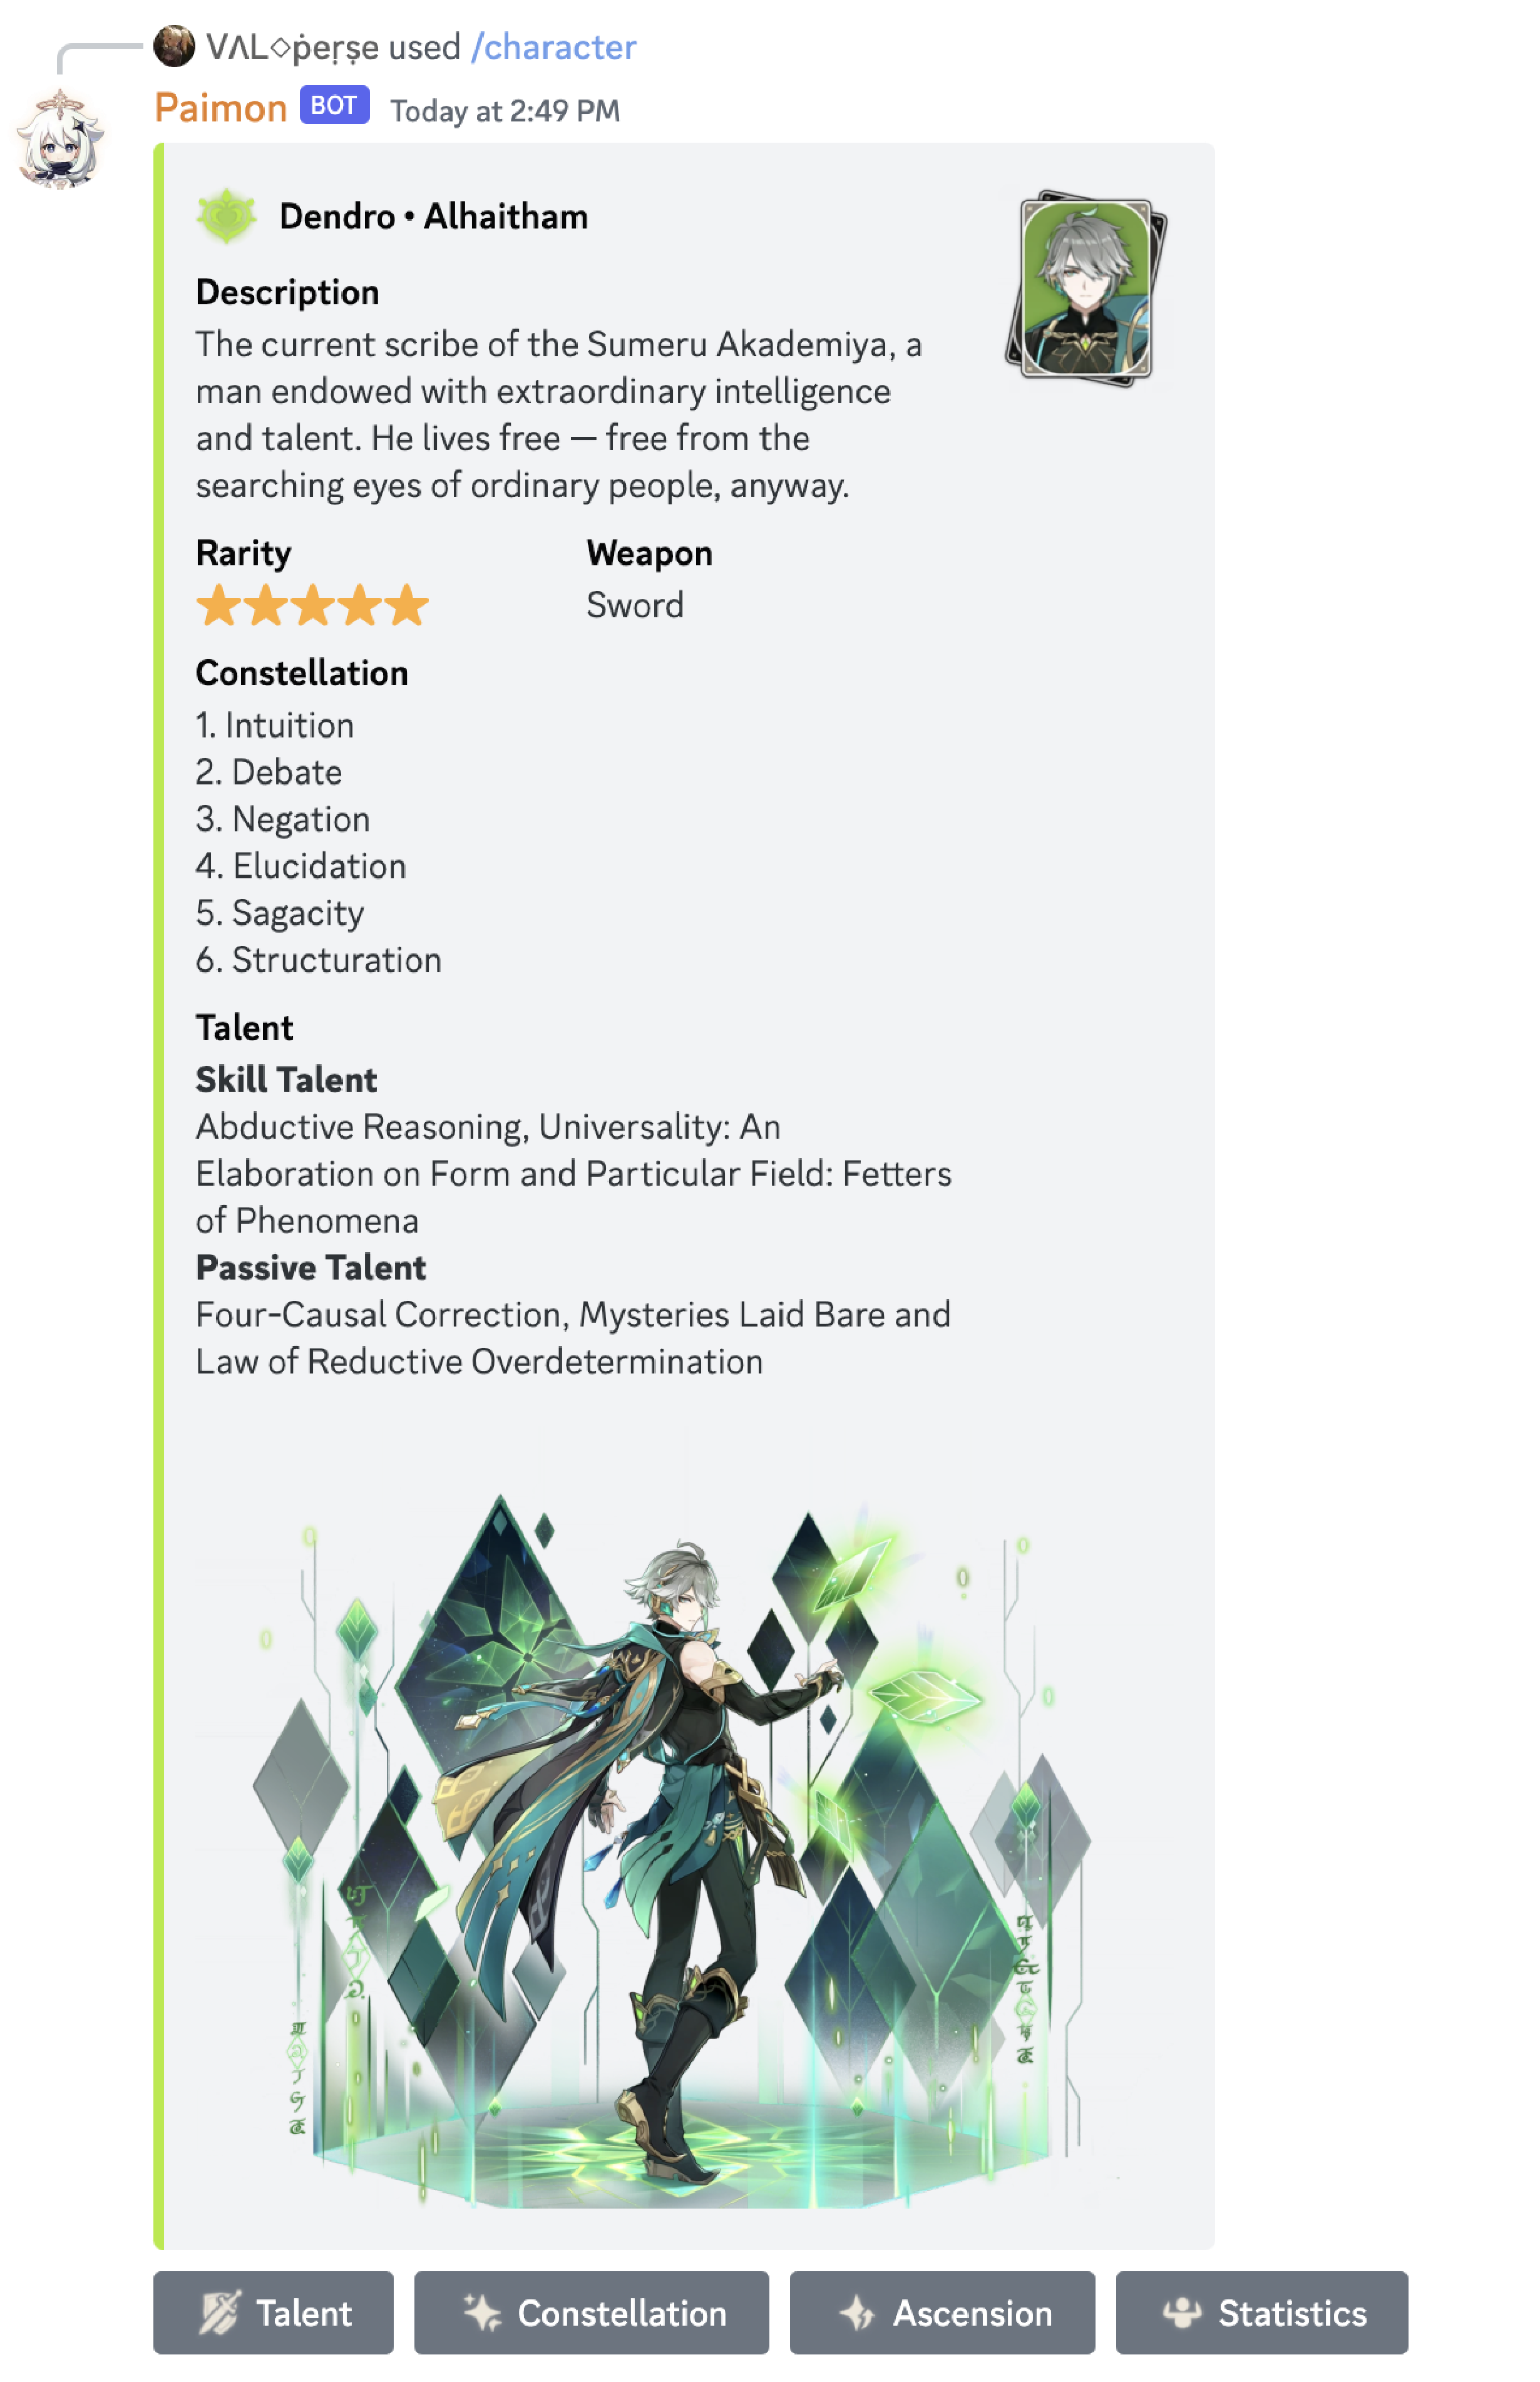 VΛL◇ṗeṛṣe used /character
Paimon BOT Today at 2:49 PM
Dendro • Alhaitham
Description
The current scribe of the Sumeru Akademiya, a
man endowed with extraordinary intelligence
and talent. He lives free — free from the
searching eyes of ordinary people, anyway.
Rarity Weapon
Sword
Constellation
1. Intuition
2. Debate
3. Negation
4. Elucidation
5. Sagacity
6. Structuration
Talent
Skill Talent
Abductive Reasoning, Universality: An
Elaboration on Form and Particular Field: Fetters
of Phenomena
Passive Talent
Four-Causal Correction, Mysteries Laid Bare and
Law of Reductive Overdetermination
Talent Constellation Ascension Statistics